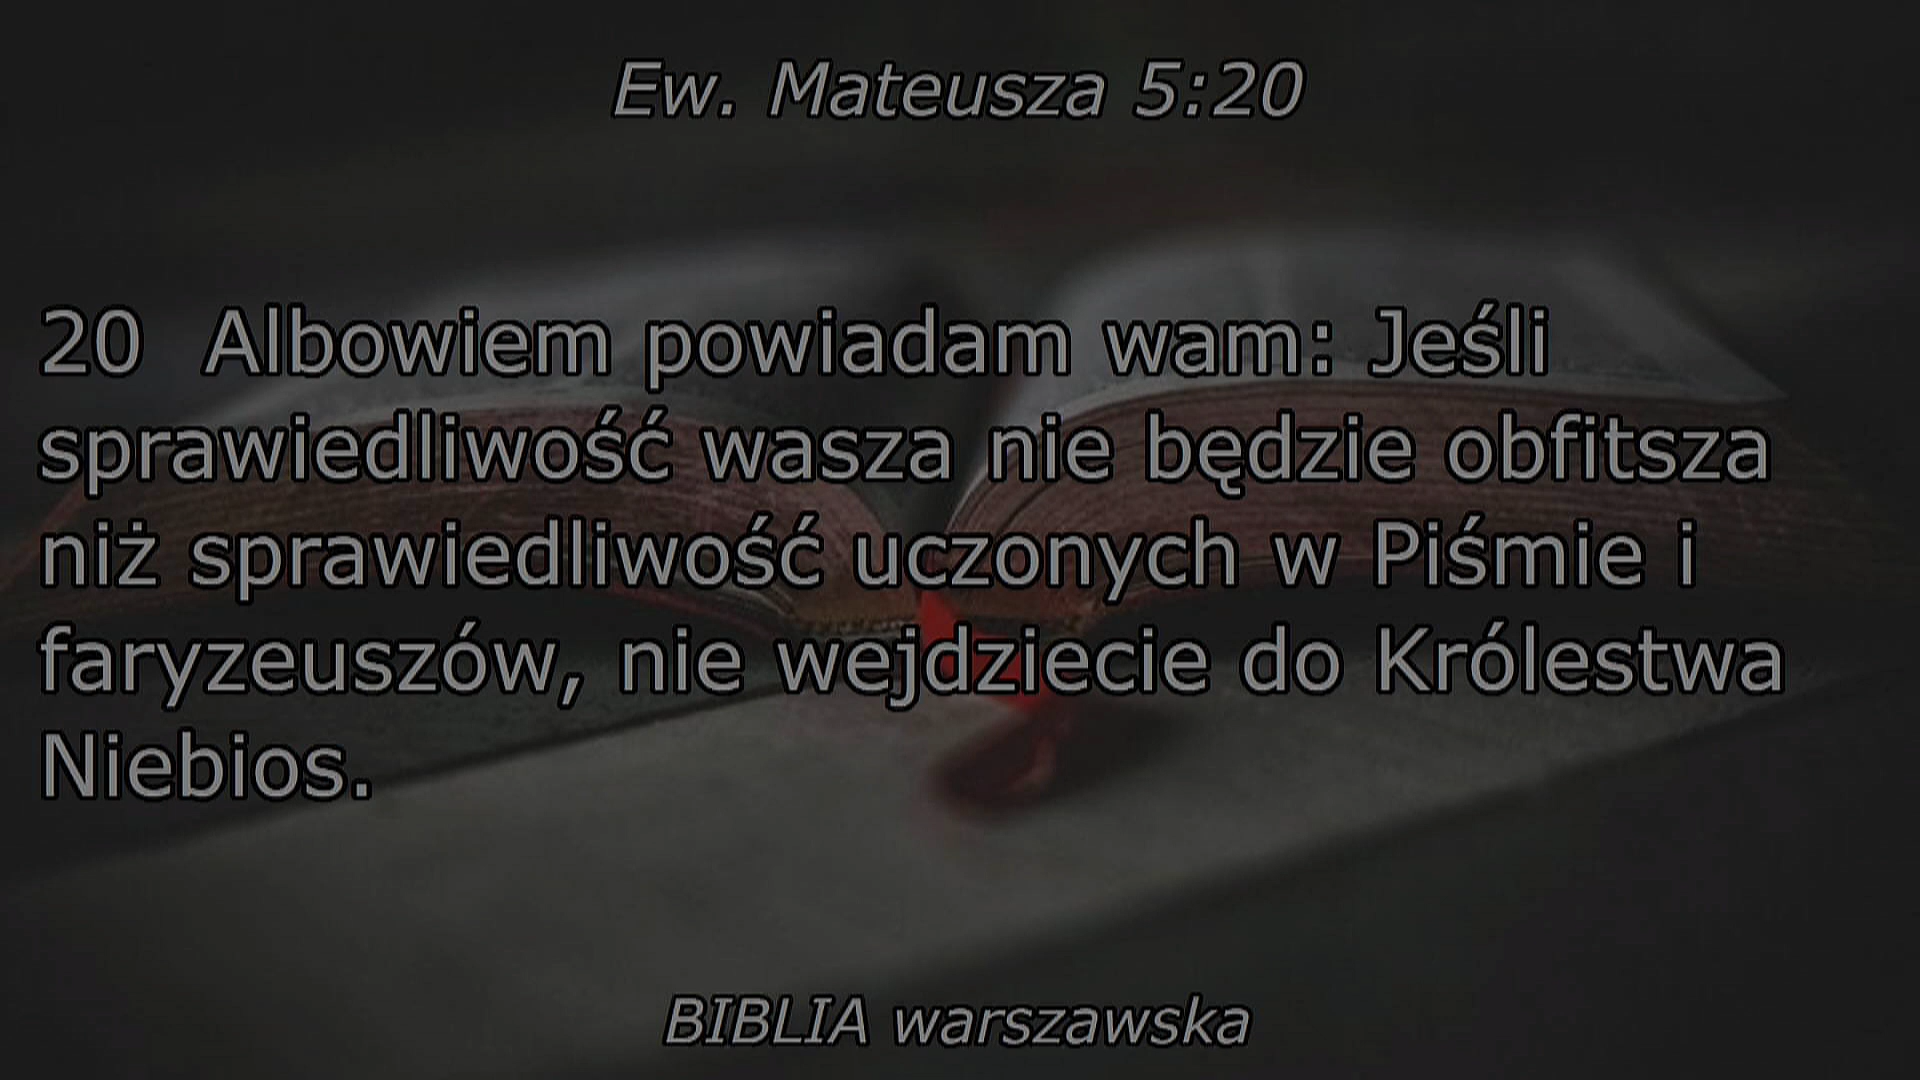 Ew. Mateusza 5:20
20 Albowiem powiadam wam: Jeśli
sprawiedliwość wasza nie będzie obfitsza
niż sprawiedliwość uczonych w Piśmie i
faryzeuszów, nie wejdziecie do Królestwa
Niebios.
BIBLIA warszawska